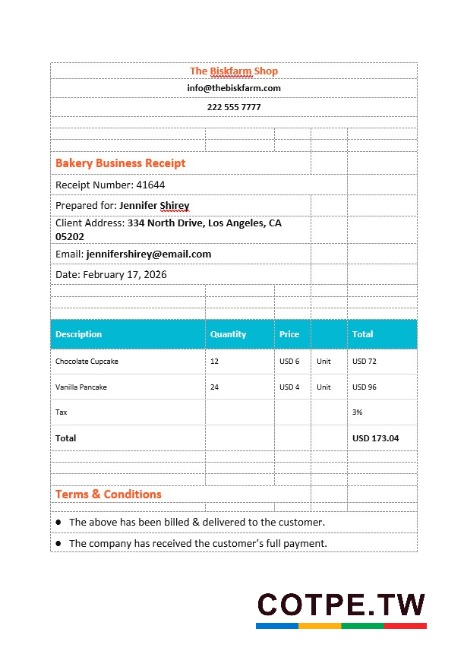 The Biskfarm Shop
info@thebiskfarm.com
222 555 7777
Bakery Business Receipt
Receipt Number: 41644
Prepared for: Jennifer Shirey
Client Address: 334 North Drive, Los Angeles, CA
05202
Email: jennifershirey@email.com
Date: February 17, 2026
Description Quantity Price Total
Chocolate Cupcake 12 USD 6 Unit USD 72
Vanilla Pancake 24 USD 4 Unit USD 96
Tax 3%
Total USD 173.04
Terms & Conditions
● The above has been billed & delivered to the customer.
● The company has received the customer's full payment.
COTPE.TW